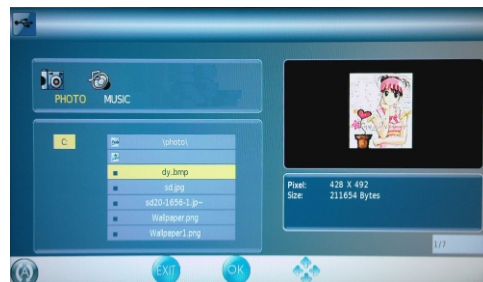 PHOTO MUSIC
C:
\photo\
dy.bmp
sd.jpg
sd20-1656-1.jp~
Wallpaper.png
Wallpaper1.png
Pixel: 428 X 492
Size: 211654 Bytes
1/7
A
EXIT
OK